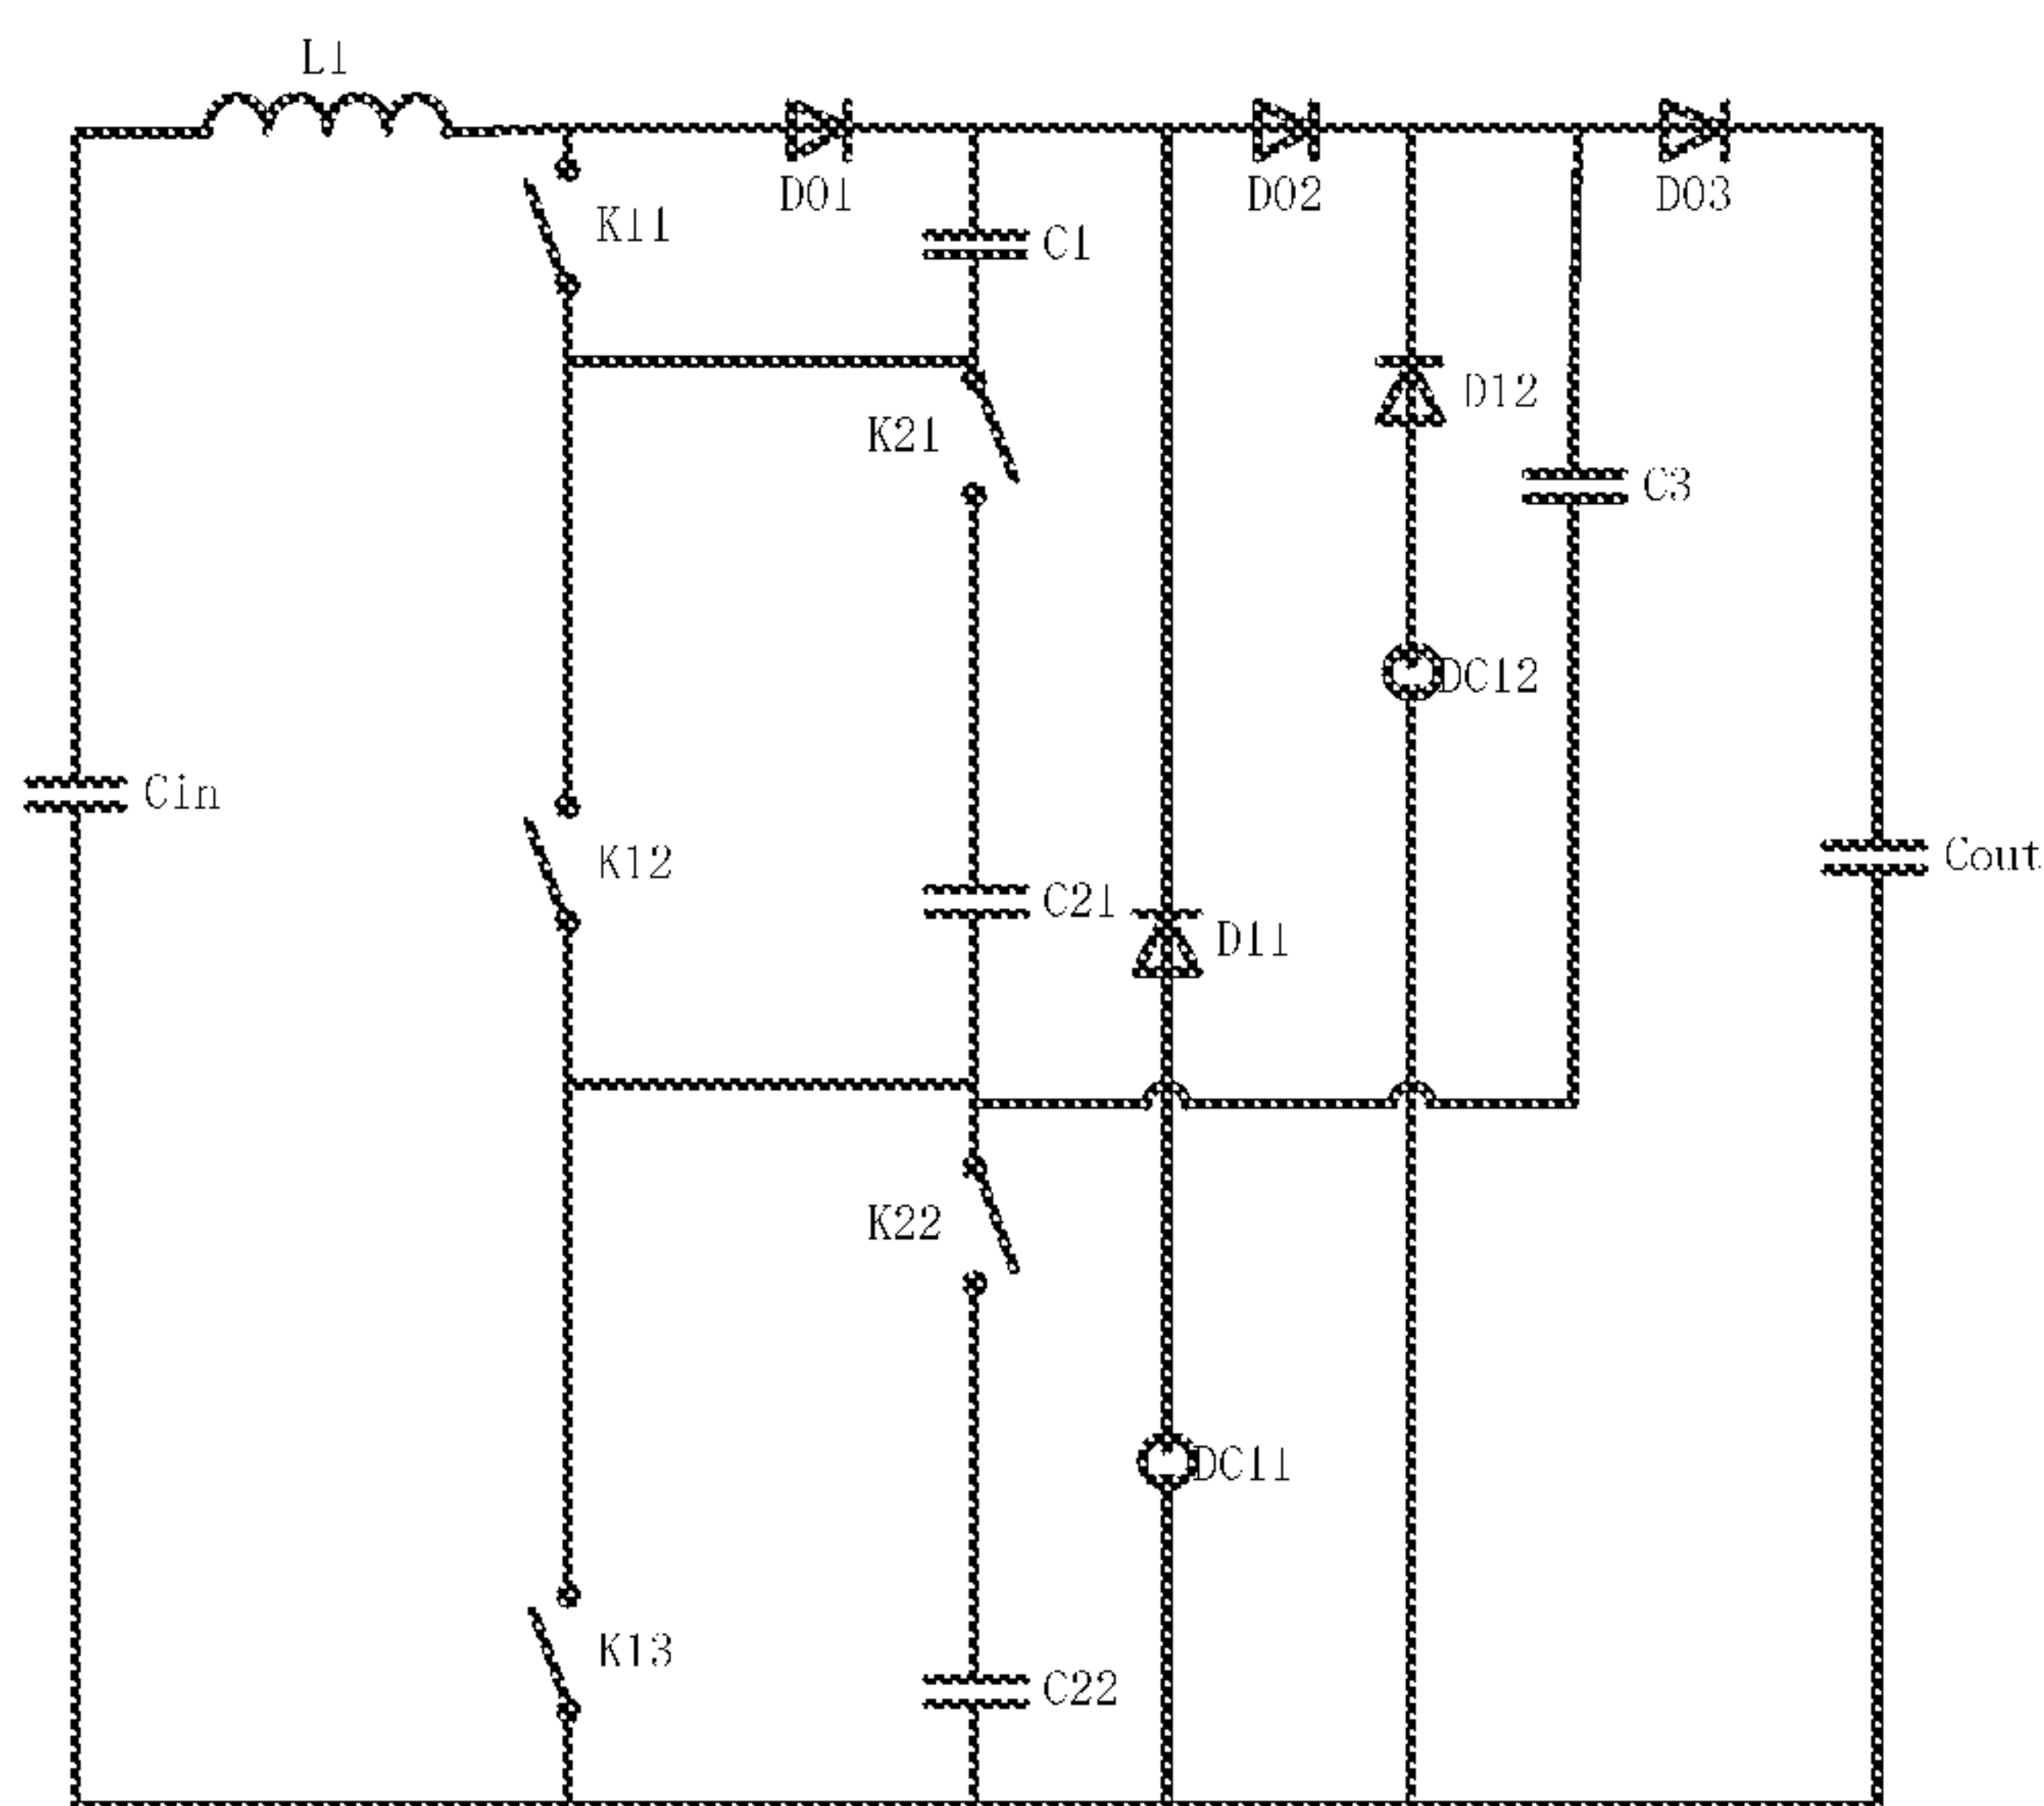 L1
D01
D02
D03
K11
C1
D12
K21
C3
DC12
Cin
K12
Cout
C21
D11
K22
DC11
K13
C22